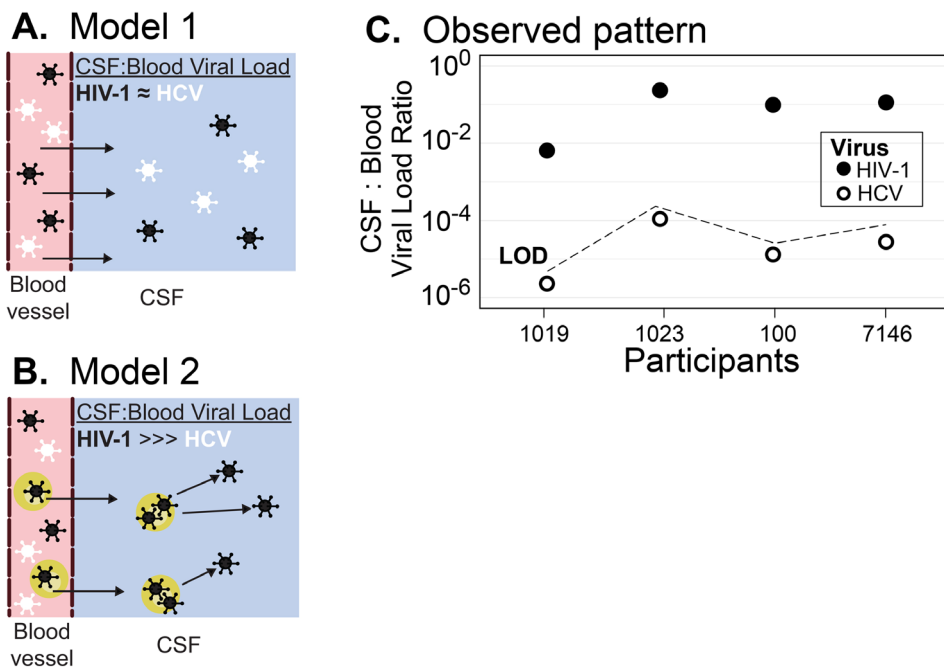 A. Model 1
CSF:Blood Viral Load
HIV-1 ≈ HCV
Blood
vessel
CSF
B. Model 2
CSF:Blood Viral Load
HIV-1 >>> HCV
Blood
vessel
CSF
C. Observed pattern
CSF : Blood
Viral Load Ratio
10⁰
10⁻²
10⁻⁴
10⁻⁶
Virus
HIV-1
HCV
LOD
1019 1023 100 7146
Participants